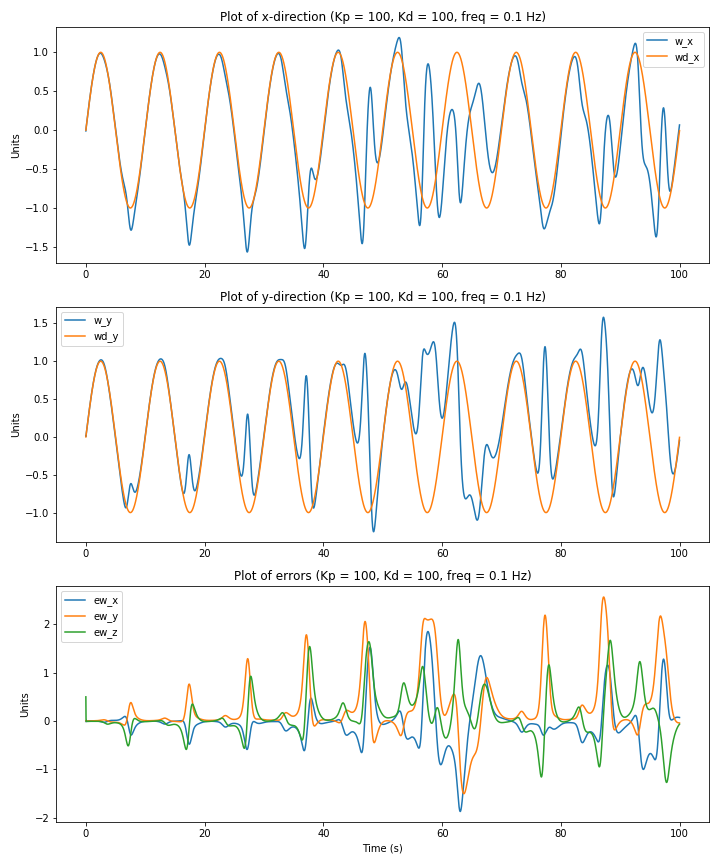 Plot of x-direction (Kp = 100, Kd = 100, freq = 0.1 Hz)
1.0
0.5
0.0
−0.5
−1.0
−1.5
Units
w_x
wd_x
0 20 40 60 80 100
Plot of y-direction (Kp = 100, Kd = 100, freq = 0.1 Hz)
1.5
1.0
0.5
0.0
−0.5
−1.0
Units
w_y
wd_y
0 20 40 60 80 100
Plot of errors (Kp = 100, Kd = 100, freq = 0.1 Hz)
2
1
0
−1
−2
Units
ew_x
ew_y
ew_z
0 20 40 60 80 100
Time (s)